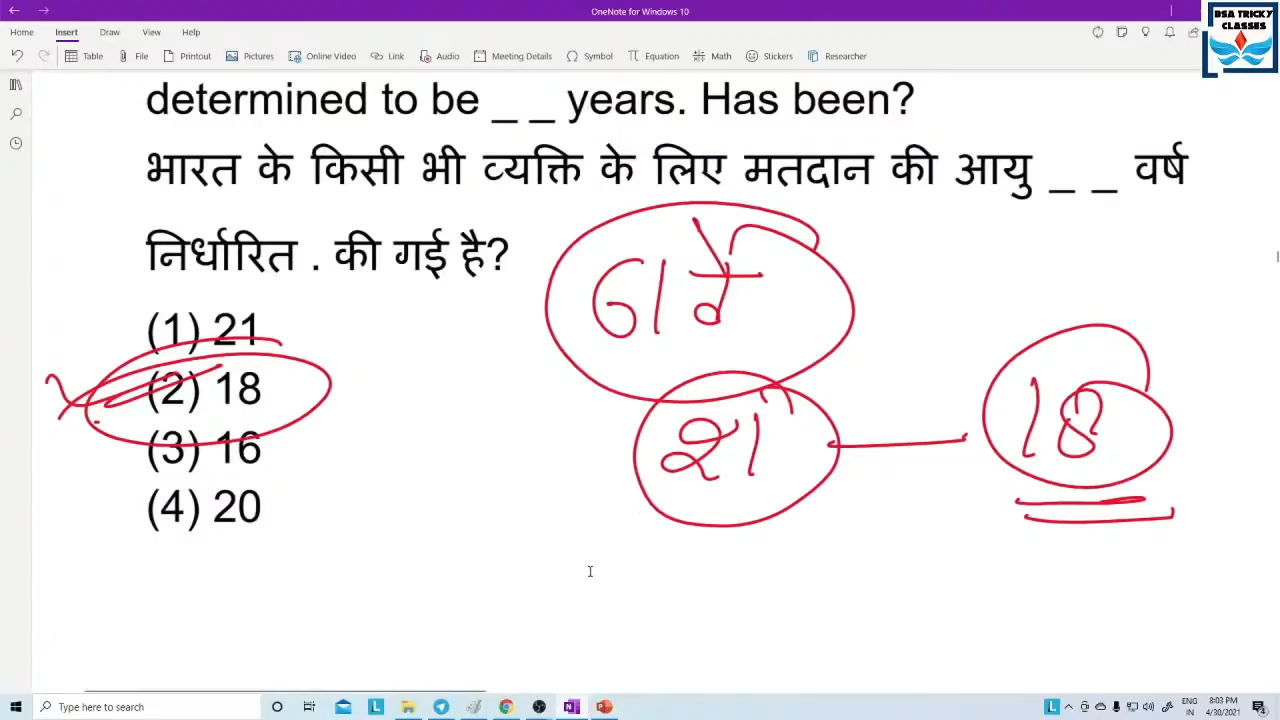 OneNote for Windows 10
BSA TRICKY
CLASSES
Home Insert Draw View Help
Table File Printout Pictures Online Video Link Audio Meeting Details Symbol Equation Math Stickers Researcher
determined to be _ _ years. Has been?
भारत के किसी भी व्यक्ति के लिए मतदान की आयु _ _ वर्ष
निर्धारित . की गई है?
61वें
(1) 21
(2) 18
21 18
(3) 16
(4) 20
Type here to search
ENG
IN
8:03 PM
4/30/2021